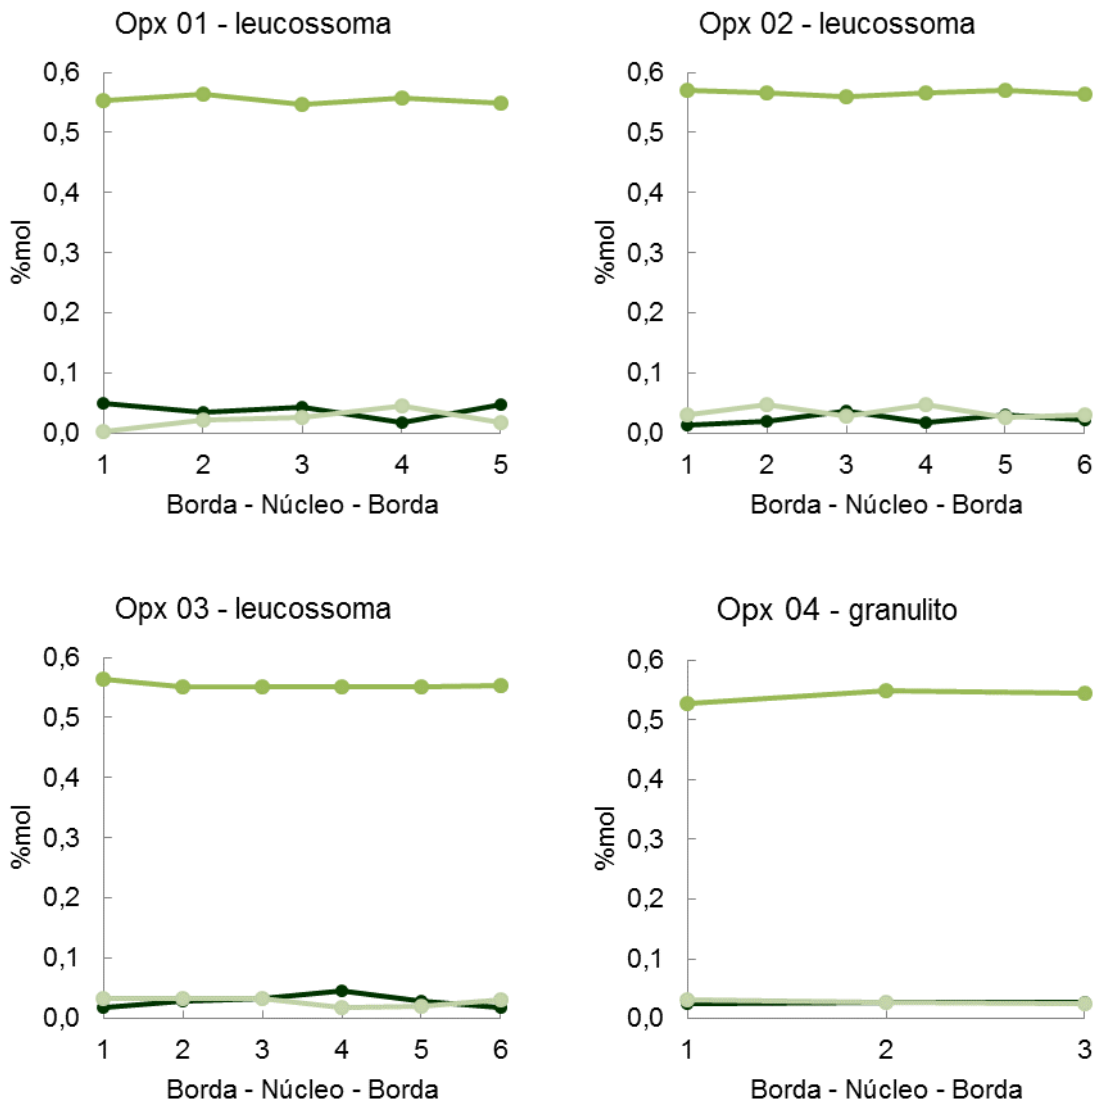 Opx 01 - leucossoma
0,6
0,5
0,4
0,3
0,2
0,1
0,0
%mol
1 2 3 4 5
Borda - Núcleo - Borda
Opx 02 - leucossoma
0,6
0,5
0,4
0,3
0,2
0,1
0,0
%mol
1 2 3 4 5 6
Borda - Núcleo - Borda
Opx 03 - leucossoma
0,6
0,5
0,4
0,3
0,2
0,1
0,0
%mol
1 2 3 4 5 6
Borda - Núcleo - Borda
Opx 04 - granulito
0,6
0,5
0,4
0,3
0,2
0,1
0,0
%mol
1 2 3
Borda - Núcleo - Borda